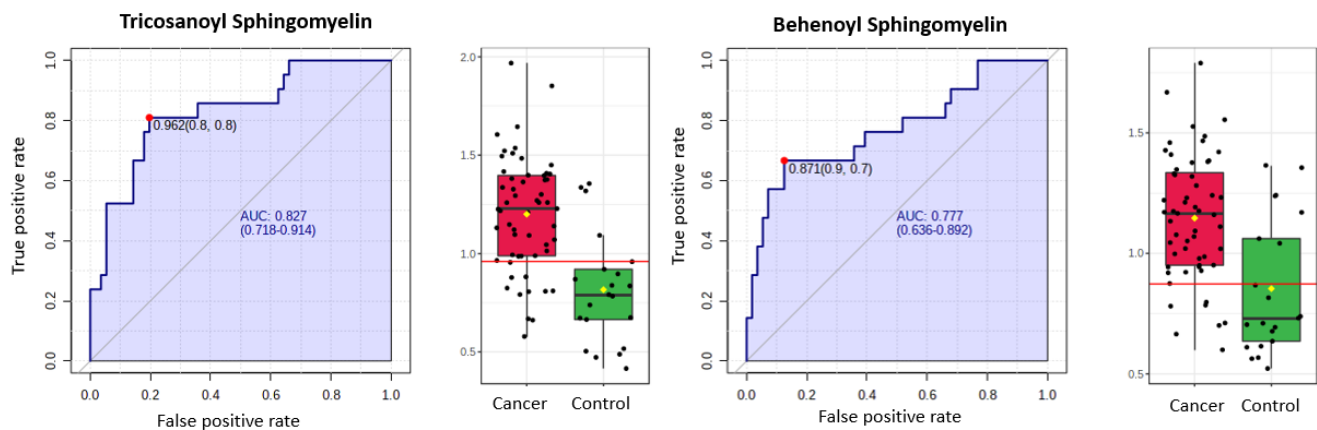 Tricosanoyl Sphingomyelin
True positive rate
1.0
0.8
0.6
0.4
0.2
0.0
0.962(0.8, 0.8)
AUC: 0.827
(0.718-0.914)
0.0 0.2 0.4 0.6 0.8 1.0
False positive rate
2.0
1.5
1.0
0.5
Cancer Control
Behenoyl Sphingomyelin
True positive rate
1.0
0.8
0.6
0.4
0.2
0.0
0.871(0.9, 0.7)
AUC: 0.777
(0.636-0.892)
0.0 0.2 0.4 0.6 0.8 1.0
False positive rate
1.5
1.0
0.5
Cancer Control